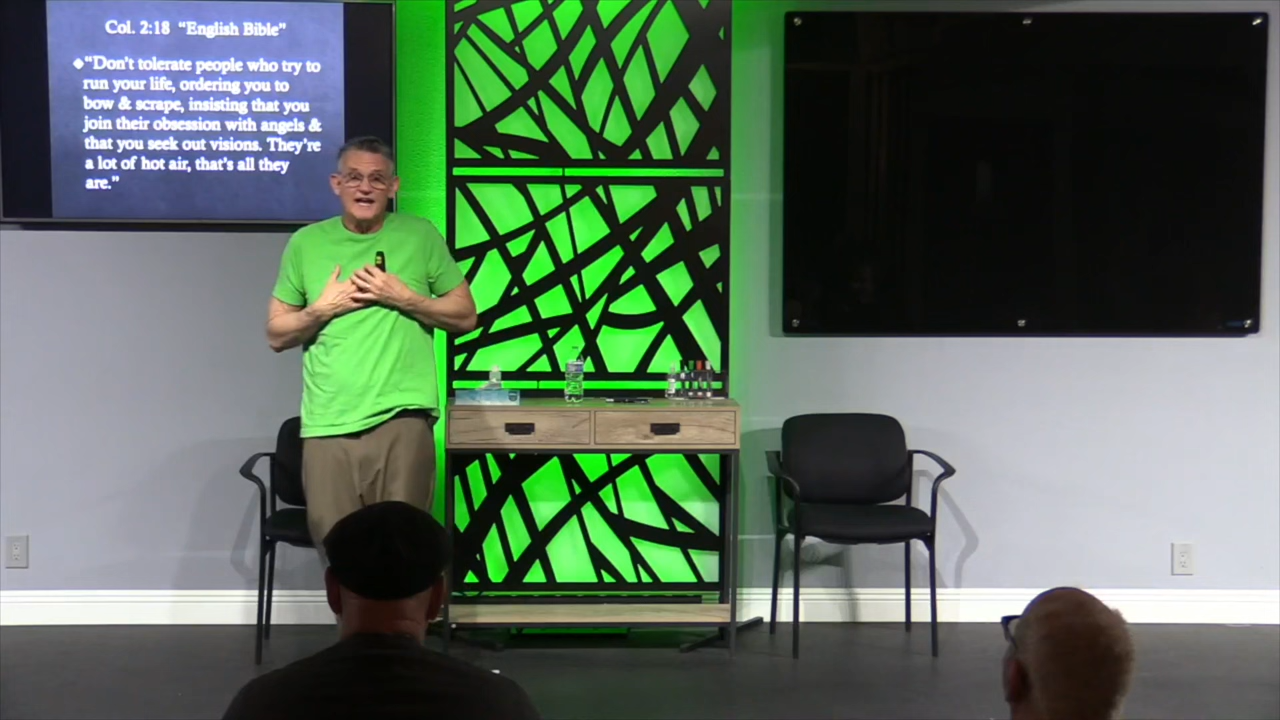 Col. 2:18 "English Bible"
◆"Don't tolerate people who try to
run your life, ordering you to
bow & scrape, insisting that you
join their obsession with angels &
that you seek out visions. They're
a lot of hot air, that's all they
are."